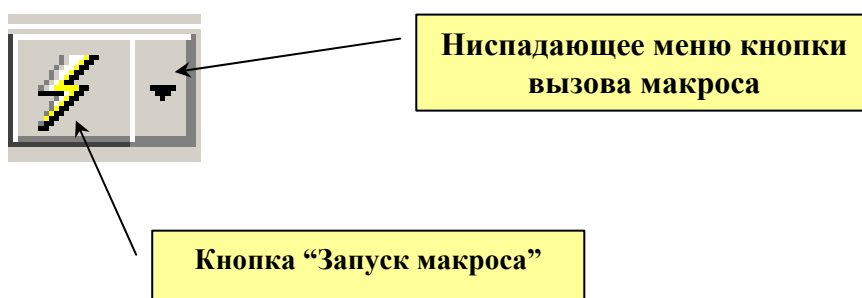 Ниспадающее меню кнопки
вызова макроса
Кнопка “Запуск макроса”